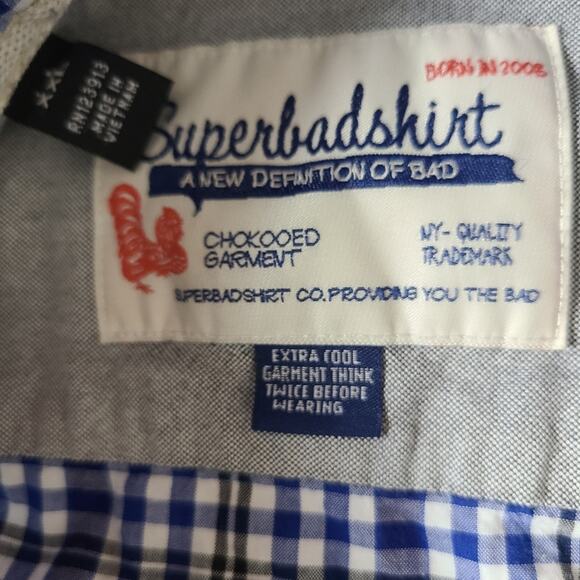 XXL
RN123913
MADE IN
VIETNAM
BORN IN 2008
Superbadshirt
A NEW DEFINITION OF BAD
CHOKOOED
GARMENT
NY- QUALITY
TRADEMARK
SUPERBADSHIRT CO. PROVIDING YOU THE BAD
EXTRA COOL
GARMENT THINK
TWICE BEFORE
WEARING